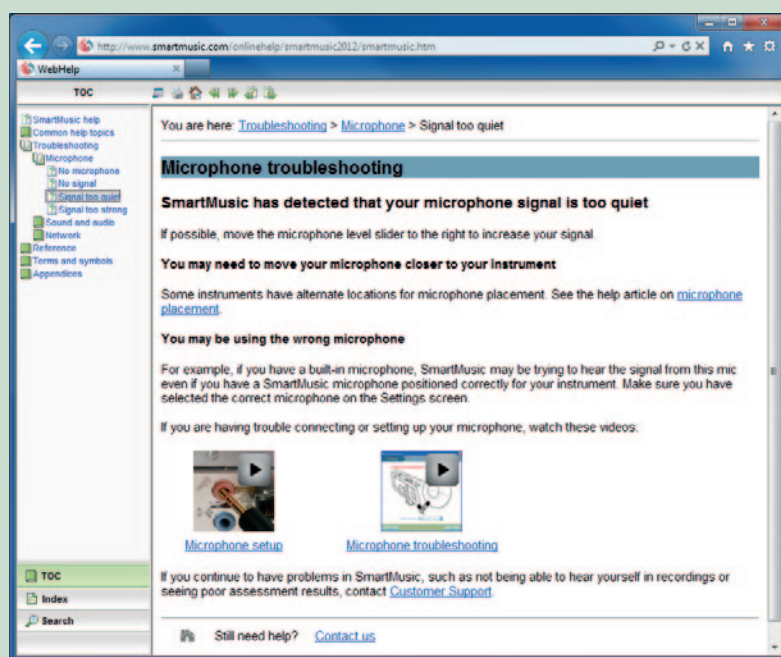 http://www.smartmusic.com/onlinehelp/smartmusic2012/smartmusic.htm
WebHelp
TOC
SmartMusic help
Common help topics
Troubleshooting
Microphone
No microphone
No signal
Signal too quiet
Signal too strong
Sound and audio
Network
Reference
Terms and symbols
Appendices
TOC
Index
Search
You are here: Troubleshooting > Microphone > Signal too quiet
Microphone troubleshooting
SmartMusic has detected that your microphone signal is too quiet
If possible, move the microphone level slider to the right to increase your signal.
You may need to move your microphone closer to your instrument
Some instruments have alternate locations for microphone placement. See the help article on microphone
placement.
You may be using the wrong microphone
For example, if you have a built-in microphone, SmartMusic may be trying to hear the signal from this mic
even if you have a SmartMusic microphone positioned correctly for your instrument. Make sure you have
selected the correct microphone on the Settings screen.
If you are having trouble connecting or setting up your microphone, watch these videos:
Microphone setup
Microphone troubleshooting
If you continue to have problems in SmartMusic, such as not being able to hear yourself in recordings or
seeing poor assessment results, contact Customer Support.
Still need help? Contact us